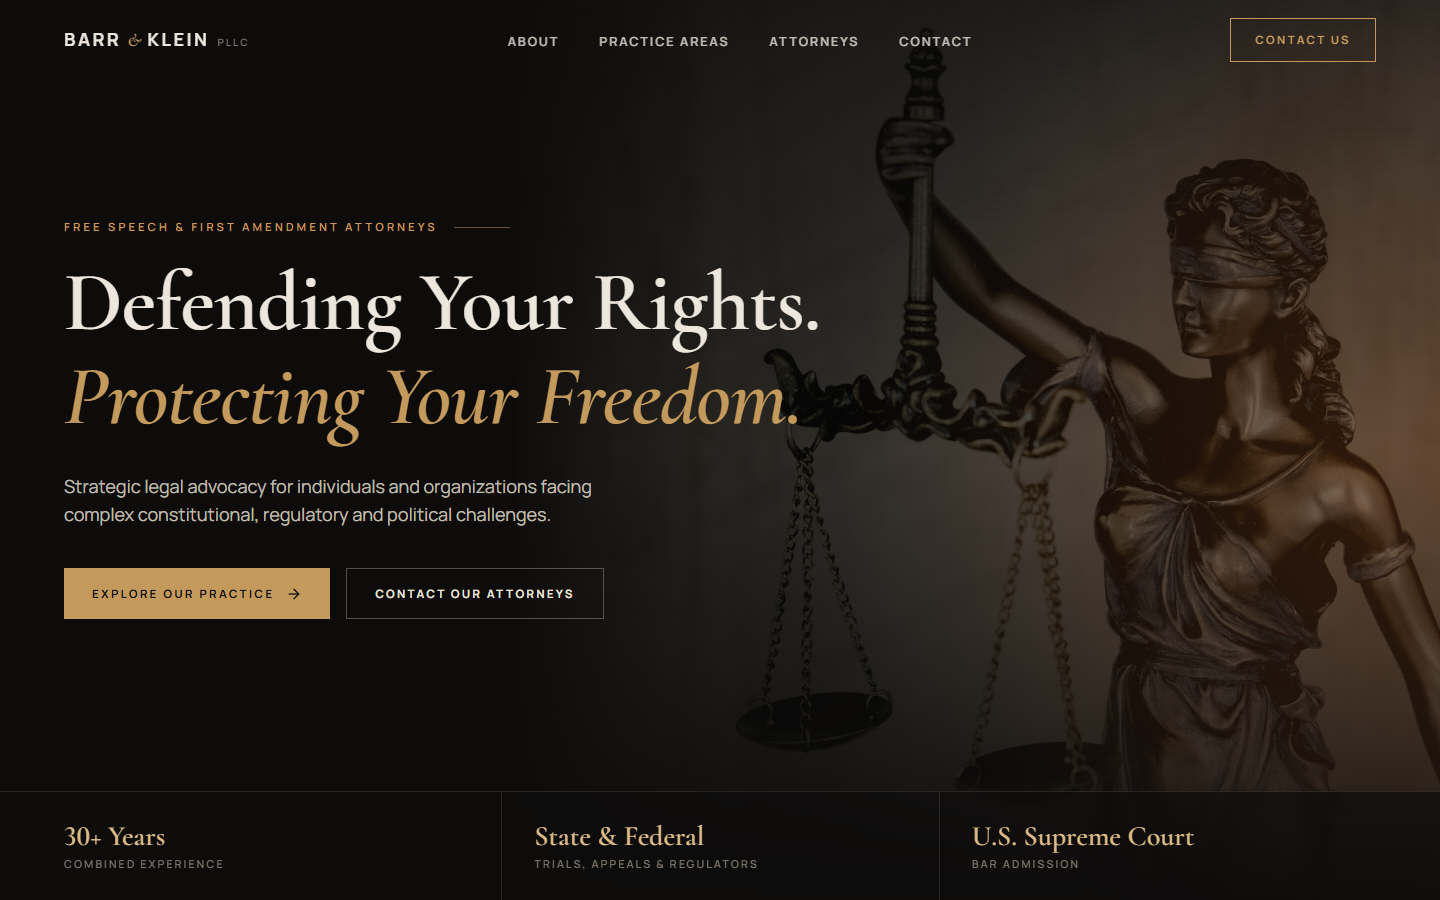 BARR & KLEIN PLLC
ABOUT PRACTICE AREAS ATTORNEYS CONTACT
CONTACT US
FREE SPEECH & FIRST AMENDMENT ATTORNEYS
Defending Your Rights.
Protecting Your Freedom.
Strategic legal advocacy for individuals and organizations facing
complex constitutional, regulatory and political challenges.
EXPLORE OUR PRACTICE →
CONTACT OUR ATTORNEYS
30+ Years
COMBINED EXPERIENCE
State & Federal
TRIALS, APPEALS & REGULATORS
U.S. Supreme Court
BAR ADMISSION